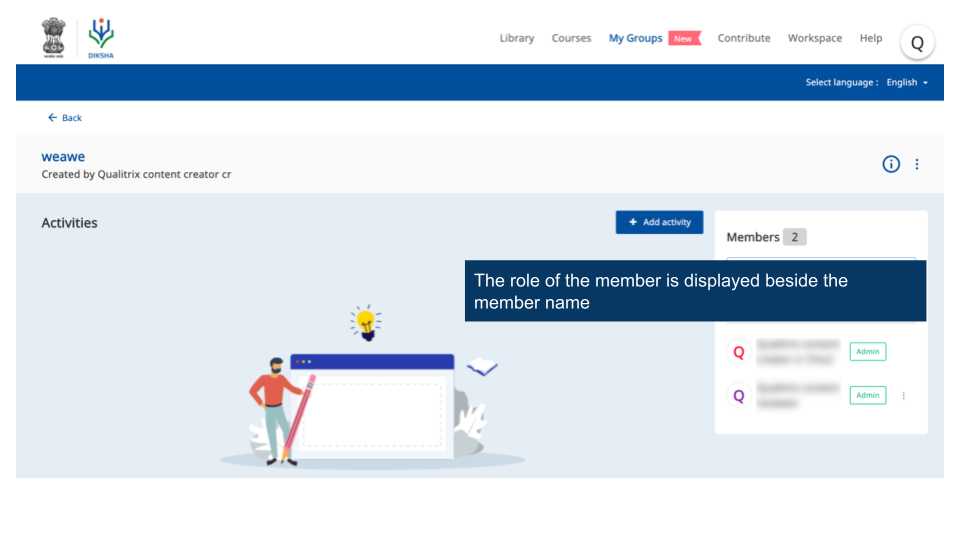 DIKSHA
Library Courses My Groups New Contribute Workspace Help Q
Select language : English
← Back
weawe
Created by Qualitrix content creator cr
Activities
+ Add activity
Members 2
The role of the member is displayed beside the
member name
Q Admin
Q Admin